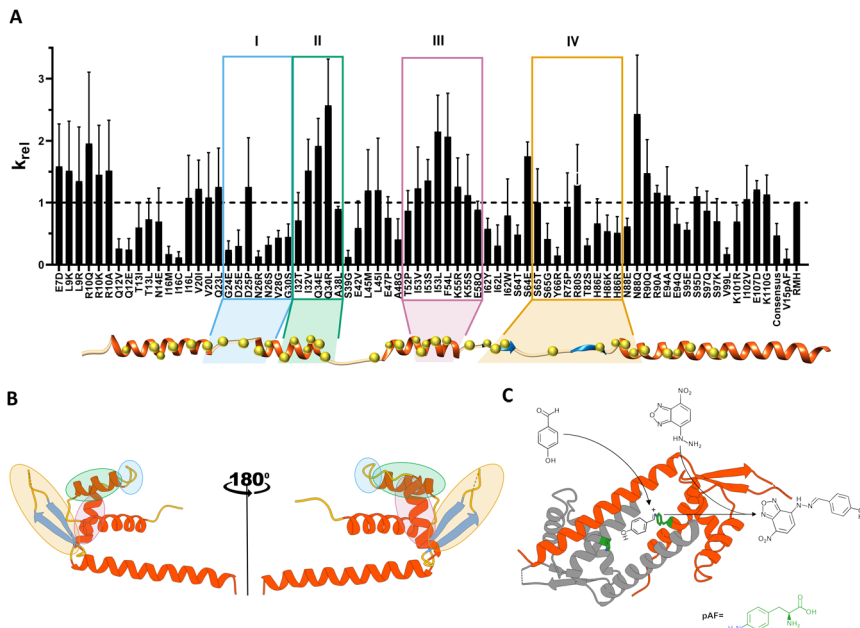 A
I
II
III
IV
3
2
1
0
k rel
E7D
L9K
L9R
R10Q
R10K
R10A
Q12V
Q12E
T13I
T13L
N14E
I16M
I16C
I16L
V20I
V20L
Q23L
G24E
D25E
D25P
N26R
N26S
V28G
G30S
I32T
I32V
Q34E
Q34R
A38L
S39G
E42V
L45M
L45I
E47P
A48G
T52P
I53V
I53S
I53L
F54L
K55R
K55S
E58Q
I62Y
I62L
I62W
S64T
S64E
S65T
S65G
Y66R
R75P
R80S
T82S
H86E
H86K
H86R
N88E
N88Q
R90Q
R90A
E94A
E94Q
S95E
S95D
S97Q
S97K
V99L
K101R
I102V
E107D
K110G
Consensus
V15pAF
RMH
B
180°
C
H
O
OH
NO₂
N
O
N
HN
NH₂
OH
H
N
N
N
O
N
NO₂
pAF=
O
OH
NH₂